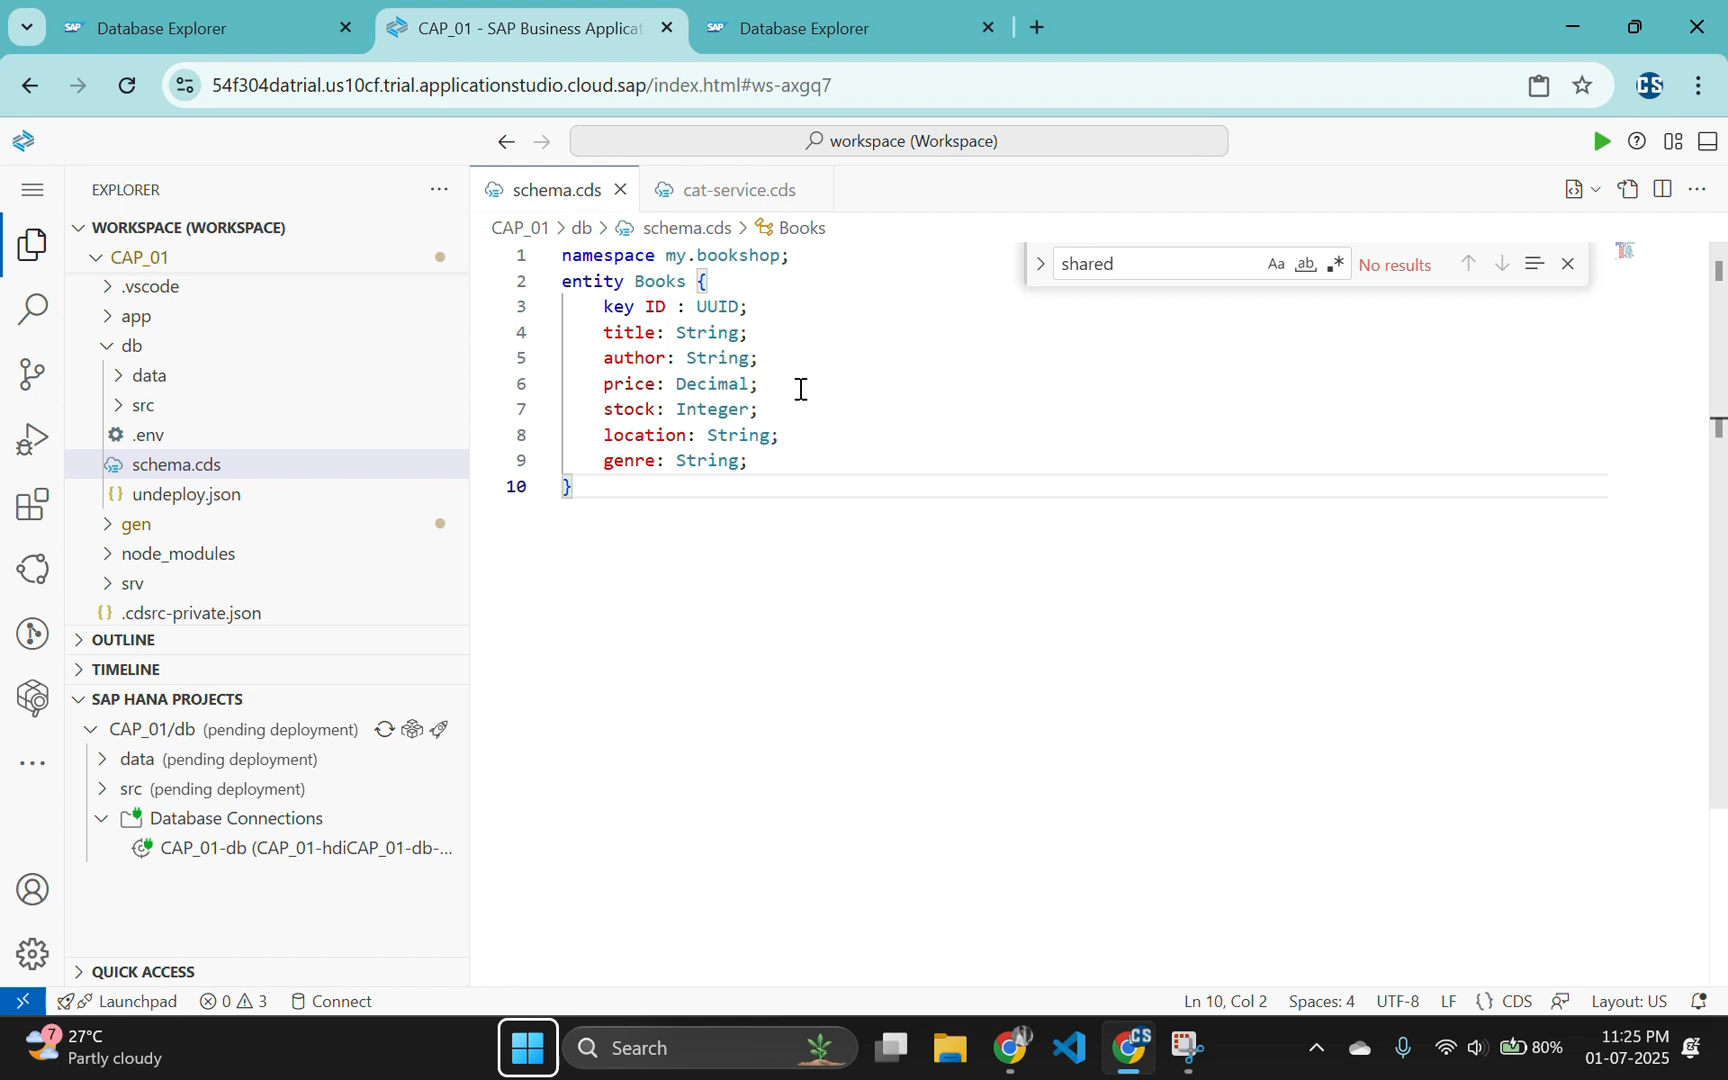 SAP Database Explorer
CAP_01 - SAP Business Applicat
SAP Database Explorer
54f304datrial.us10cf.trial.applicationstudio.cloud.sap/index.html#ws-axgq7
CS
workspace (Workspace)
EXPLORER
WORKSPACE (WORKSPACE)
CAP_01
.vscode
app
db
data
src
.env
schema.cds
{} undeploy.json
gen
node_modules
srv
{} .cdsrc-private.json
OUTLINE
TIMELINE
SAP HANA PROJECTS
CAP_01/db (pending deployment)
data (pending deployment)
src (pending deployment)
Database Connections
CAP_01-db (CAP_01-hdiCAP_01-db-...
QUICK ACCESS
schema.cds
cat-service.cds
CAP_01 > db > schema.cds > Books
shared Aa ab .* No results
1 namespace my.bookshop;
2 entity Books {
3 key ID : UUID;
4 title: String;
5 author: String;
6 price: Decimal;
7 stock: Integer;
8 location: String;
9 genre: String;
10 }
Launchpad 0 3 Connect
Ln 10, Col 2 Spaces: 4 UTF-8 LF {} CDS Layout: US
7 27°C
Partly cloudy
Search
CS
80%
11:25 PM
01-07-2025